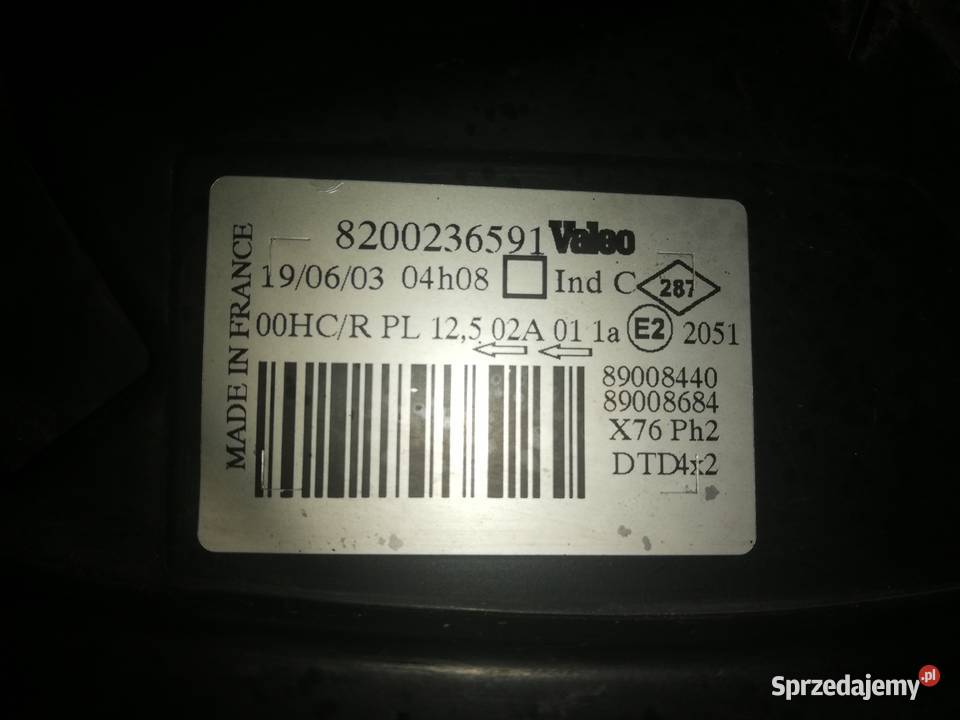 MADE IN FRANCE
8200236591 Valeo
19/06/03 04h08 Ind C 287
00HC/R PL 12,5 02A 01 1a E2 2051
89008440
89008684
X76 Ph2
DTD4x2
Sprzedajemy.pl